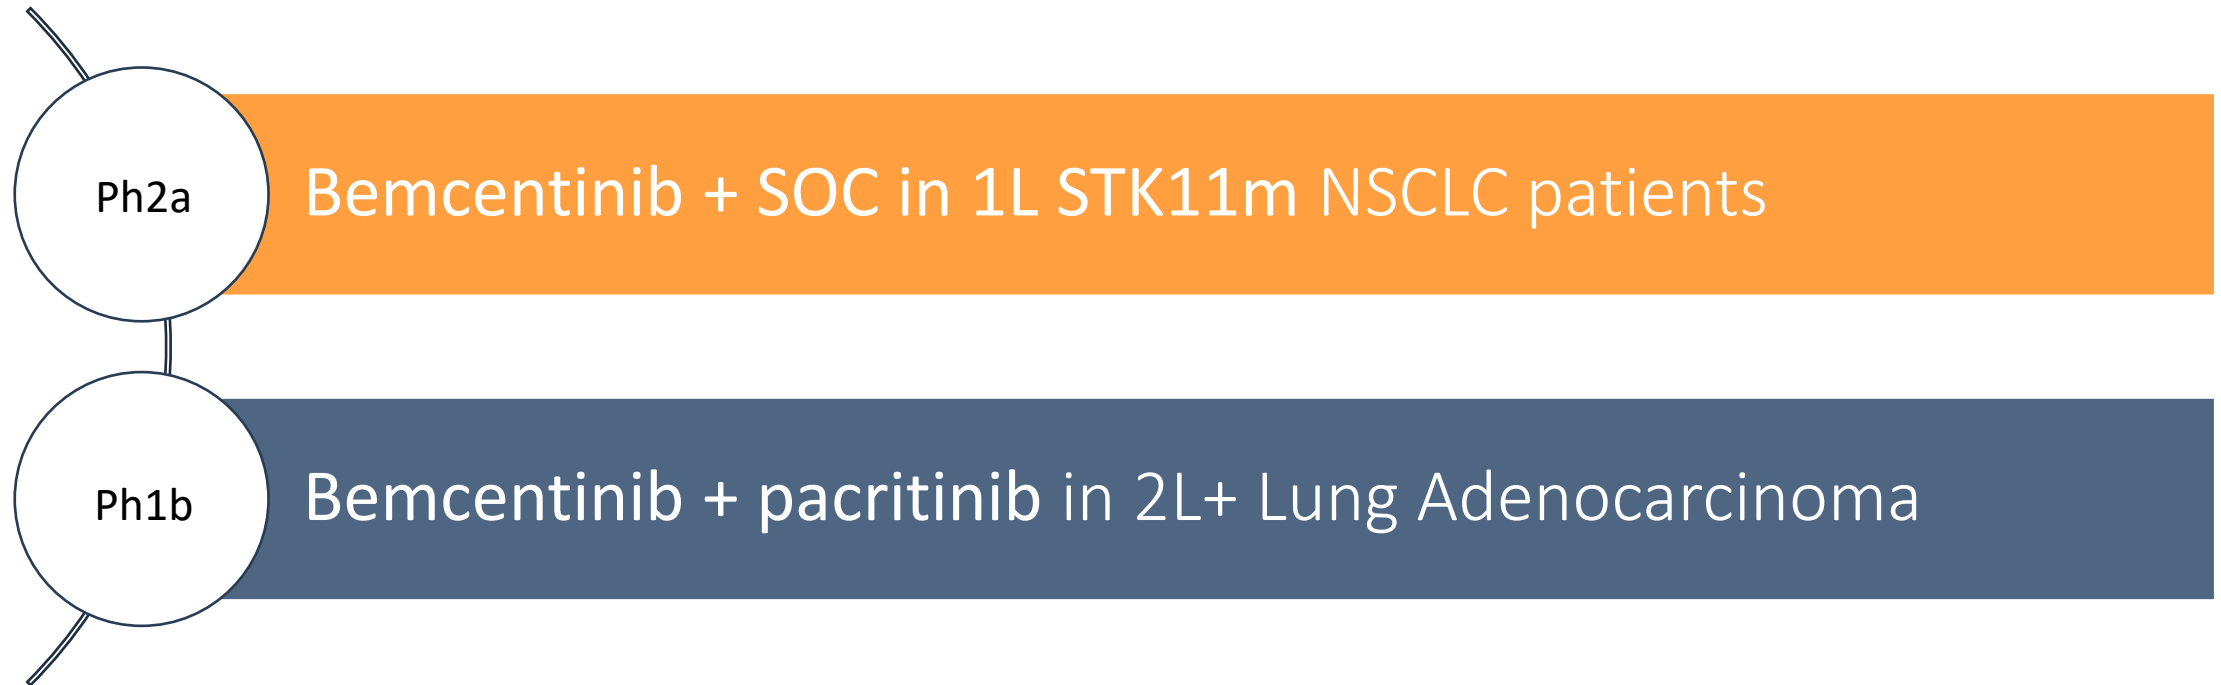 Ph2a
Bemcentinib + SOC in 1L STK11m NSCLC patients
Ph1b
Bemcentinib + pacritinib in 2L+ Lung Adenocarcinoma